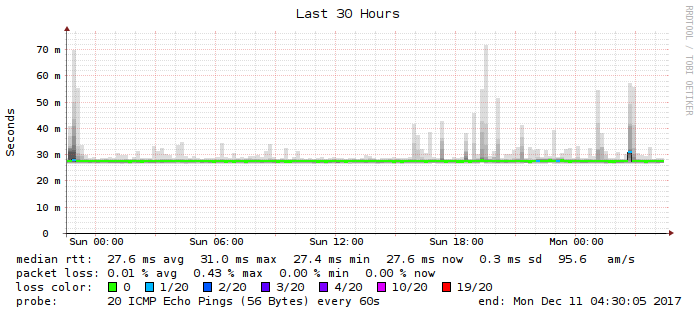 Last 30 Hours
RRDTOOL / TOBI OETIKER
Seconds
70 m
60 m
50 m
40 m
30 m
20 m
10 m
0
Sun 00:00 Sun 06:00 Sun 12:00 Sun 18:00 Mon 00:00
median rtt: 27.6 ms avg 31.0 ms max 27.4 ms min 27.6 ms now 0.3 ms sd 95.6 am/s
packet loss: 0.01 % avg 0.43 % max 0.00 % min 0.00 % now
loss color: 0 1/20 2/20 3/20 4/20 10/20 19/20
probe: 20 ICMP Echo Pings (56 Bytes) every 60s end: Mon Dec 11 04:30:05 2017